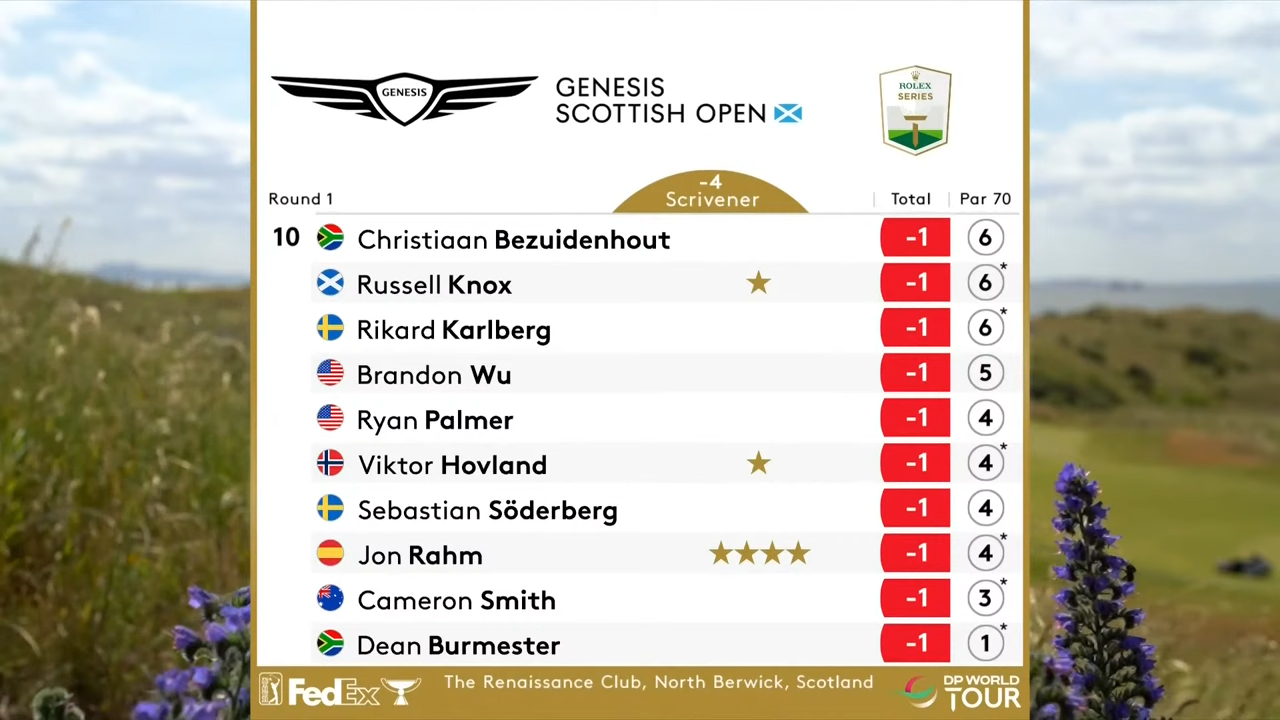 GENESIS
GENESIS
SCOTTISH OPEN
ROLEX
SERIES
-4
Scrivener
Round 1 Total Par 70
10 Christiaan Bezuidenhout -1 6
Russell Knox ★ -1 6*
Rikard Karlberg -1 6*
Brandon Wu -1 5
Ryan Palmer -1 4
Viktor Hovland ★ -1 4*
Sebastian Söderberg -1 4
Jon Rahm ★★★★ -1 4*
Cameron Smith -1 3*
Dean Burmester -1 1*
FedEx The Renaissance Club, North Berwick, Scotland DP WORLD
TOUR